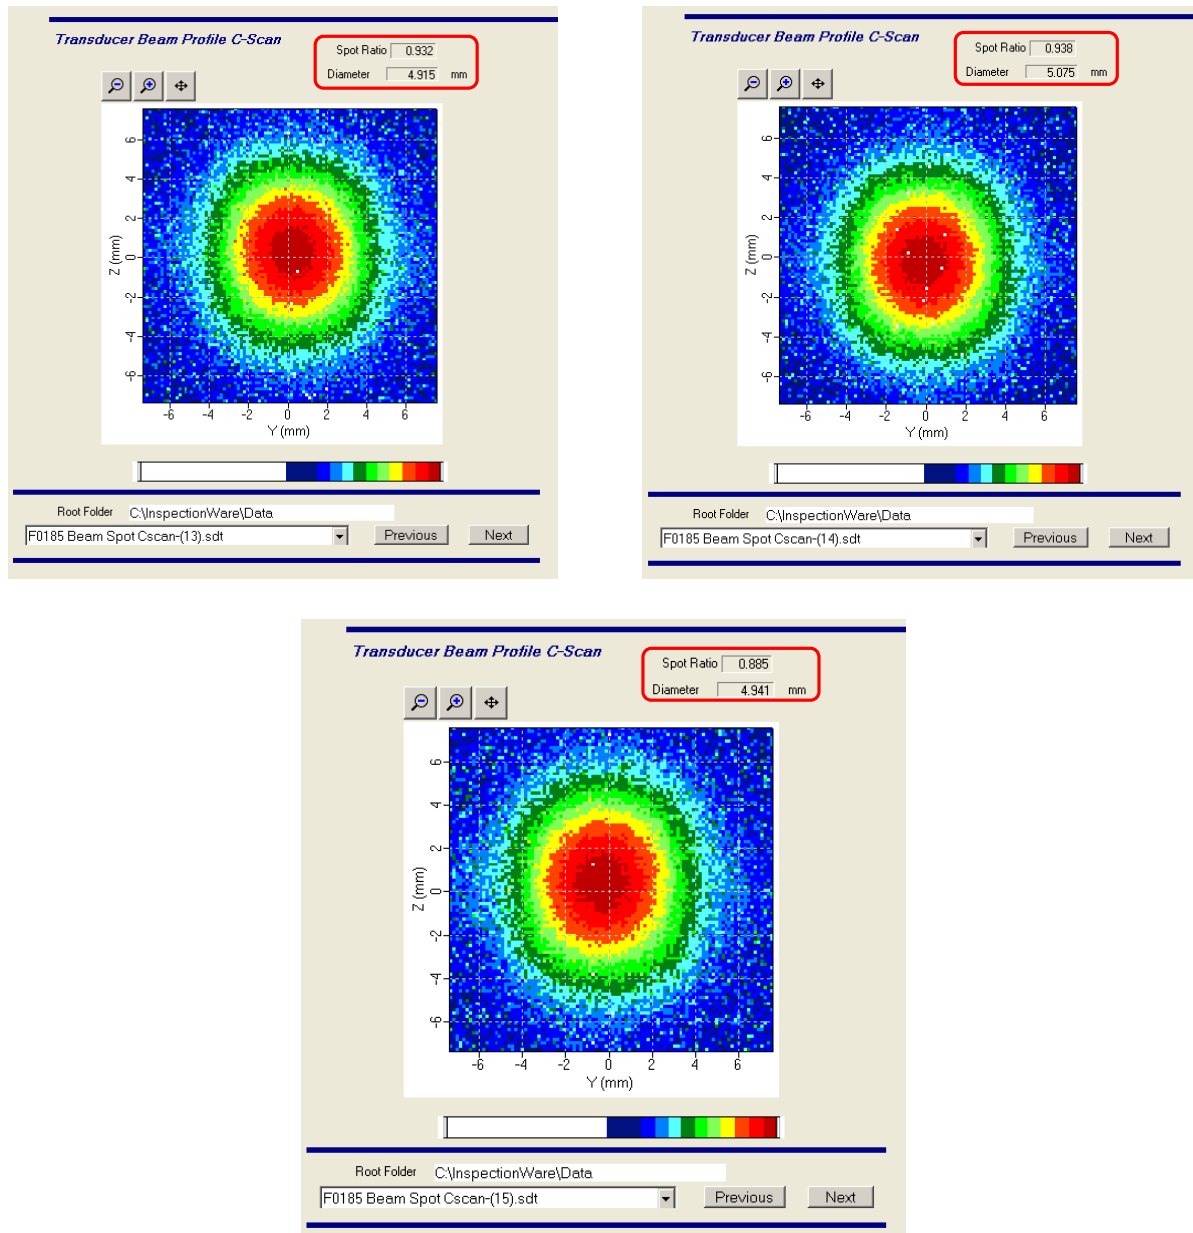 Transducer Beam Profile C-Scan
Spot Ratio 0.932
Diameter 4.915 mm
6
4
2
0
-2
-4
-6
Z (mm)
-6 -4 -2 0 2 4 6
Y (mm)
Root Folder C:\InspectionWare\Data
F0185 Beam Spot Cscan-(13).sdt Previous Next
Transducer Beam Profile C-Scan
Spot Ratio 0.938
Diameter 5.075 mm
6
4
2
0
-2
-4
-6
Z (mm)
-6 -4 -2 0 2 4 6
Y (mm)
Root Folder C:\InspectionWare\Data
F0185 Beam Spot Cscan-(14).sdt Previous Next
Transducer Beam Profile C-Scan
Spot Ratio 0.885
Diameter 4.941 mm
6
4
2
0
-2
-4
-6
Z (mm)
-6 -4 -2 0 2 4 6
Y (mm)
Root Folder C:\InspectionWare\Data
F0185 Beam Spot Cscan-(15).sdt Previous Next